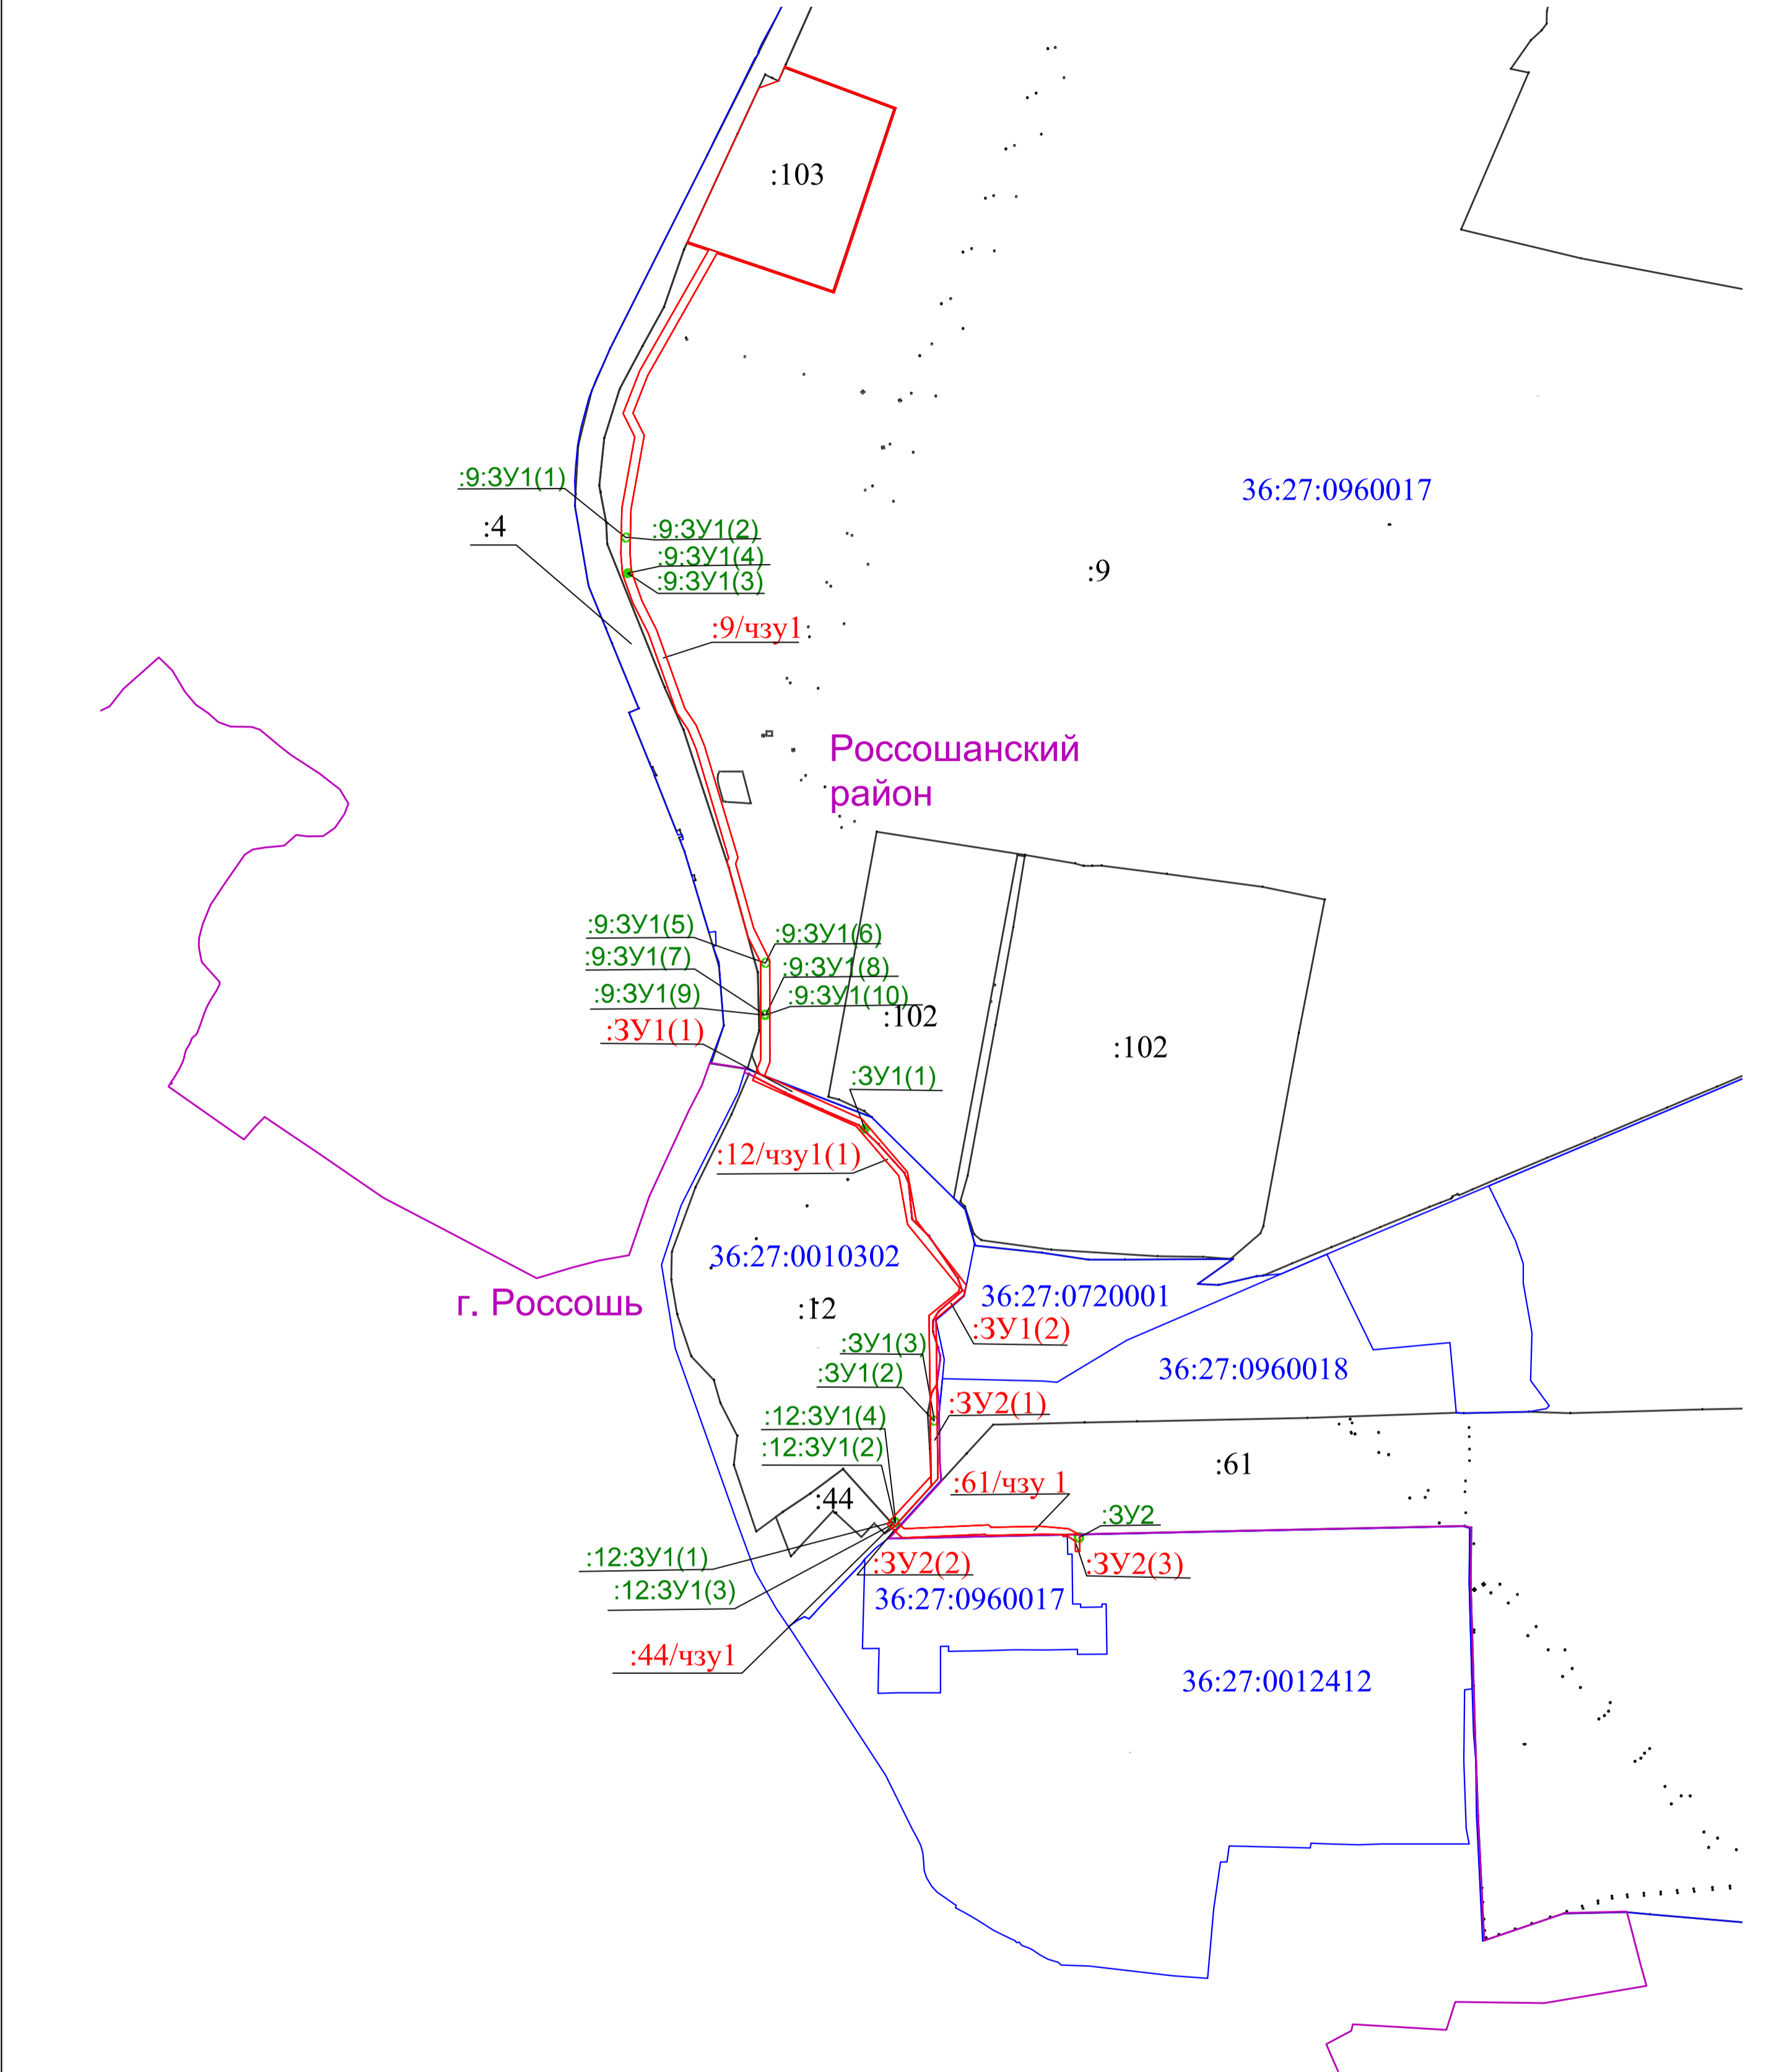 :103
:9:ЗУ1(1)
36:27:0960017
:4
:9:ЗУ1(2)
:9:ЗУ1(4)
:9:ЗУ1(3)
:9
:9/чзу1
Россошанский
район
:9:ЗУ1(5)
:9:ЗУ1(6)
:9:ЗУ1(7)
:9:ЗУ1(8)
:9:ЗУ1(9)
:9:ЗУ1(10)
:102
:ЗУ1(1)
:102
:ЗУ1(1)
:12/чзу1(1)
36:27:0010302
г. Россошь
:12
36:27:0720001
:ЗУ1(2)
:ЗУ1(3)
36:27:0960018
:ЗУ1(2)
:ЗУ2(1)
:12:ЗУ1(4)
:12:ЗУ1(2)
:61
:61/чзу 1
:44
:ЗУ2
:12:ЗУ1(1)
:ЗУ2(2)
:ЗУ2(3)
:12:ЗУ1(3)
36:27:0960017
:44/чзу1
36:27:0012412